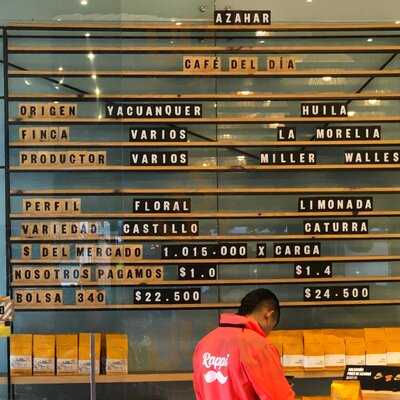 AZAHAR
CAFÉ DEL DÍA
ORIGEN YACUANQUER HUILA
FINCA VARIOS LA MORELIA
PRODUCTOR VARIOS MILLER WALLES
PERFIL FLORAL LIMONADA
VARIEDAD CASTILLO CATURRA
$ DEL MERCADO 1.015.000 X CARGA
NOSOTROS PAGAMOS $1.0 $1.4
BOLSA 340 $22.500 $24.500
Rappi